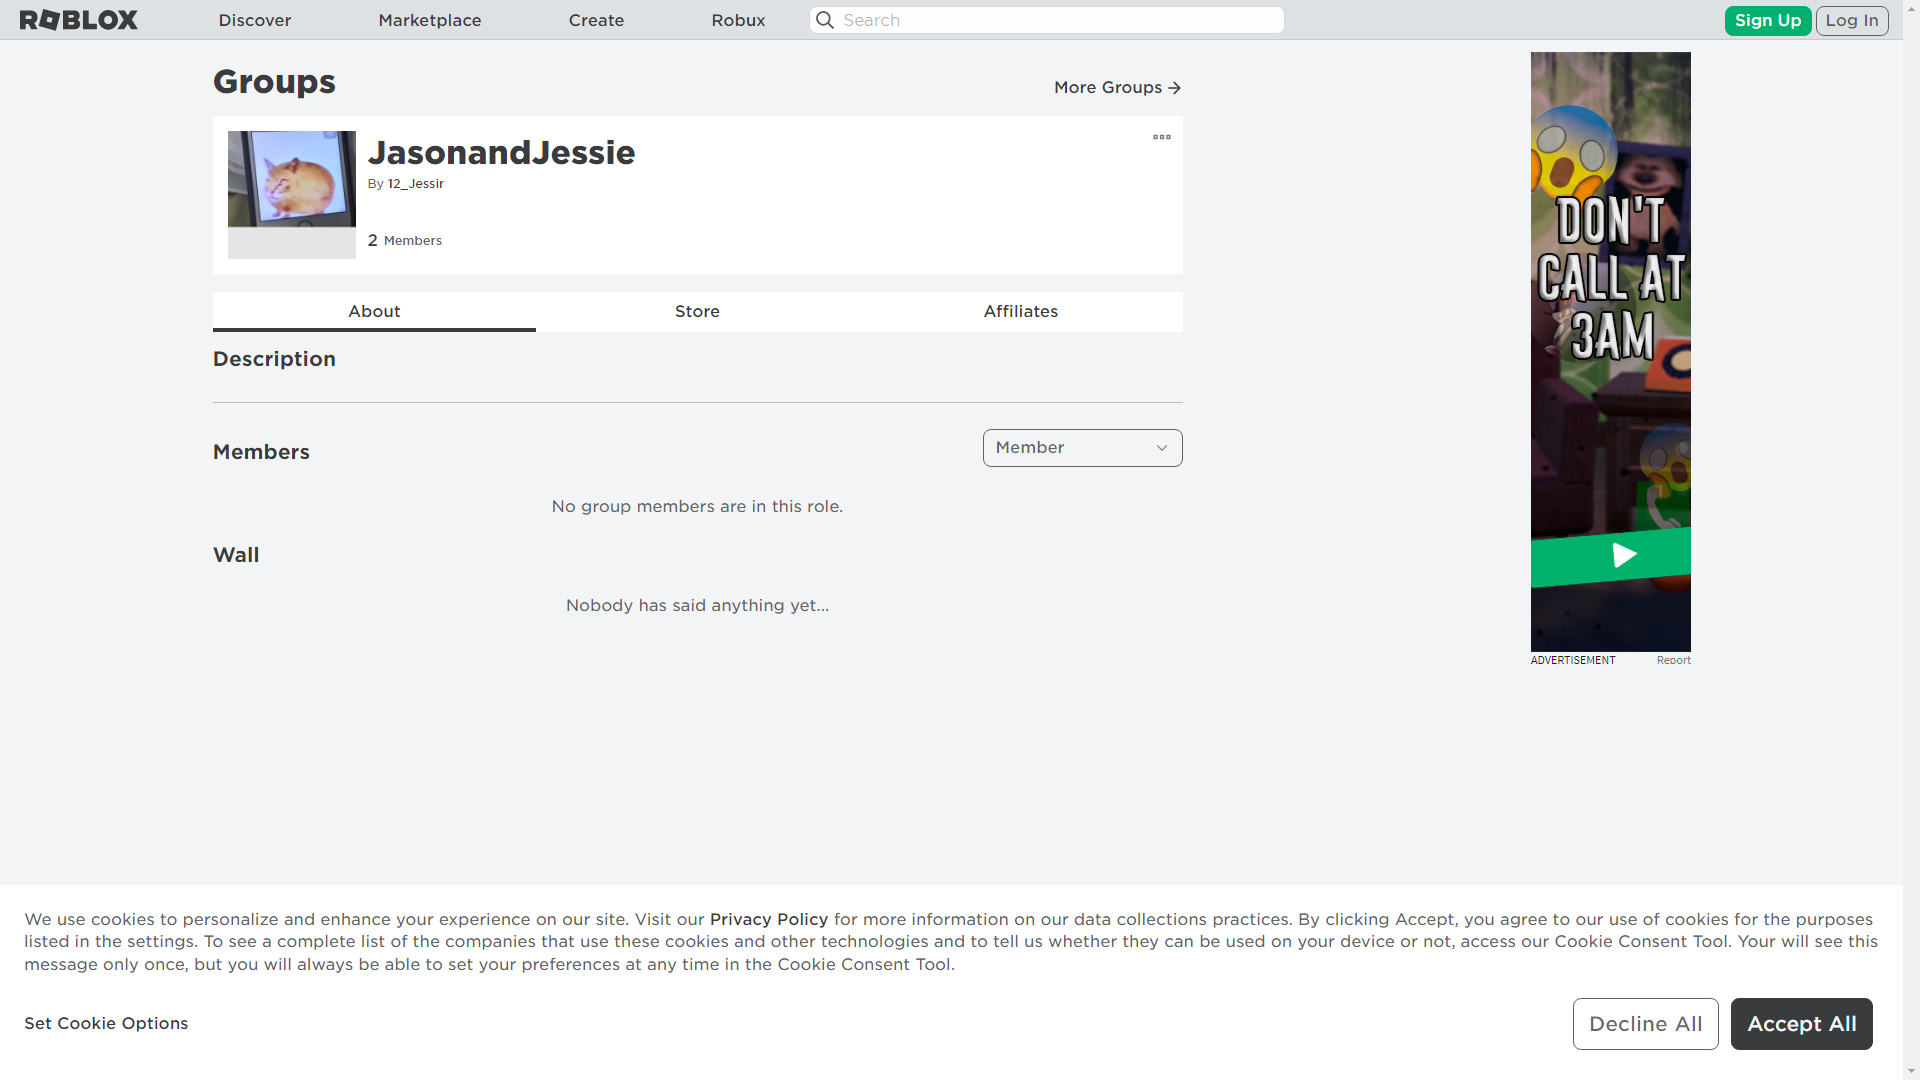 ROBLOX
Discover
Marketplace
Create
Robux
Search
Sign Up
Log In
Groups
More Groups
JasonandJessie
By 12_Jessir
2 Members
About
Store
Affiliates
Description
Members
Member
No group members are in this role.
Wall
Nobody has said anything yet...
DON'T
CALL AT
3AM
ADVERTISEMENT
Report
We use cookies to personalize and enhance your experience on our site. Visit our Privacy Policy for more information on our data collections practices. By clicking Accept, you agree to our use of cookies for the purposes
listed in the settings. To see a complete list of the companies that use these cookies and other technologies and to tell us whether they can be used on your device or not, access our Cookie Consent Tool. Your will see this
message only once, but you will always be able to set your preferences at any time in the Cookie Consent Tool.
Set Cookie Options
Decline All
Accept All